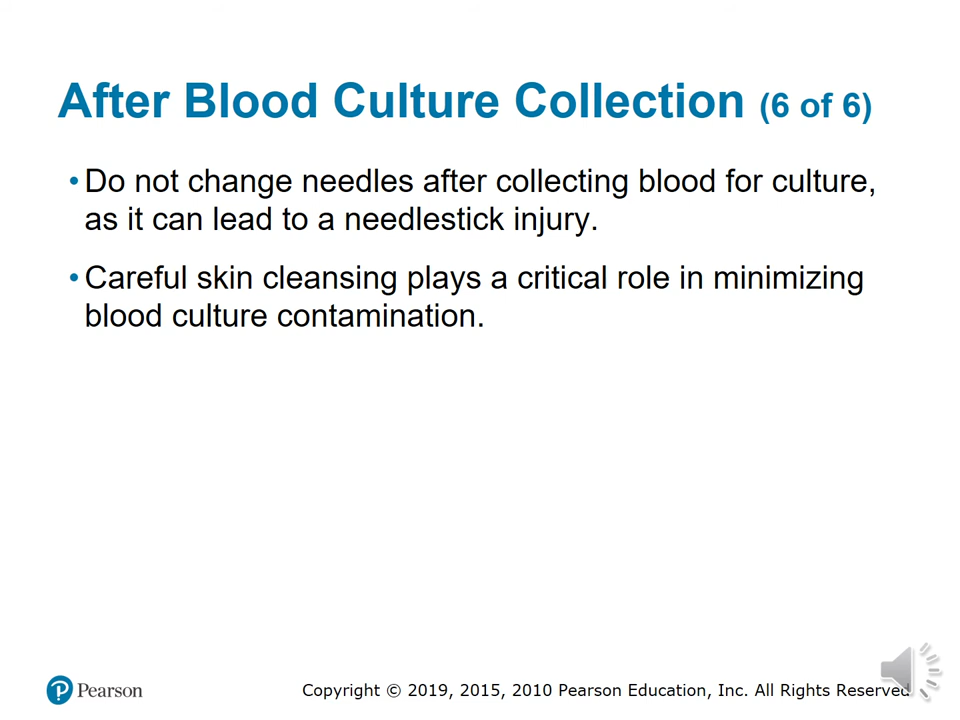 After Blood Culture Collection (6 of 6)
• Do not change needles after collecting blood for culture,
as it can lead to a needlestick injury.
• Careful skin cleansing plays a critical role in minimizing
blood culture contamination.
Pearson
Copyright © 2019, 2015, 2010 Pearson Education, Inc. All Rights Reserved